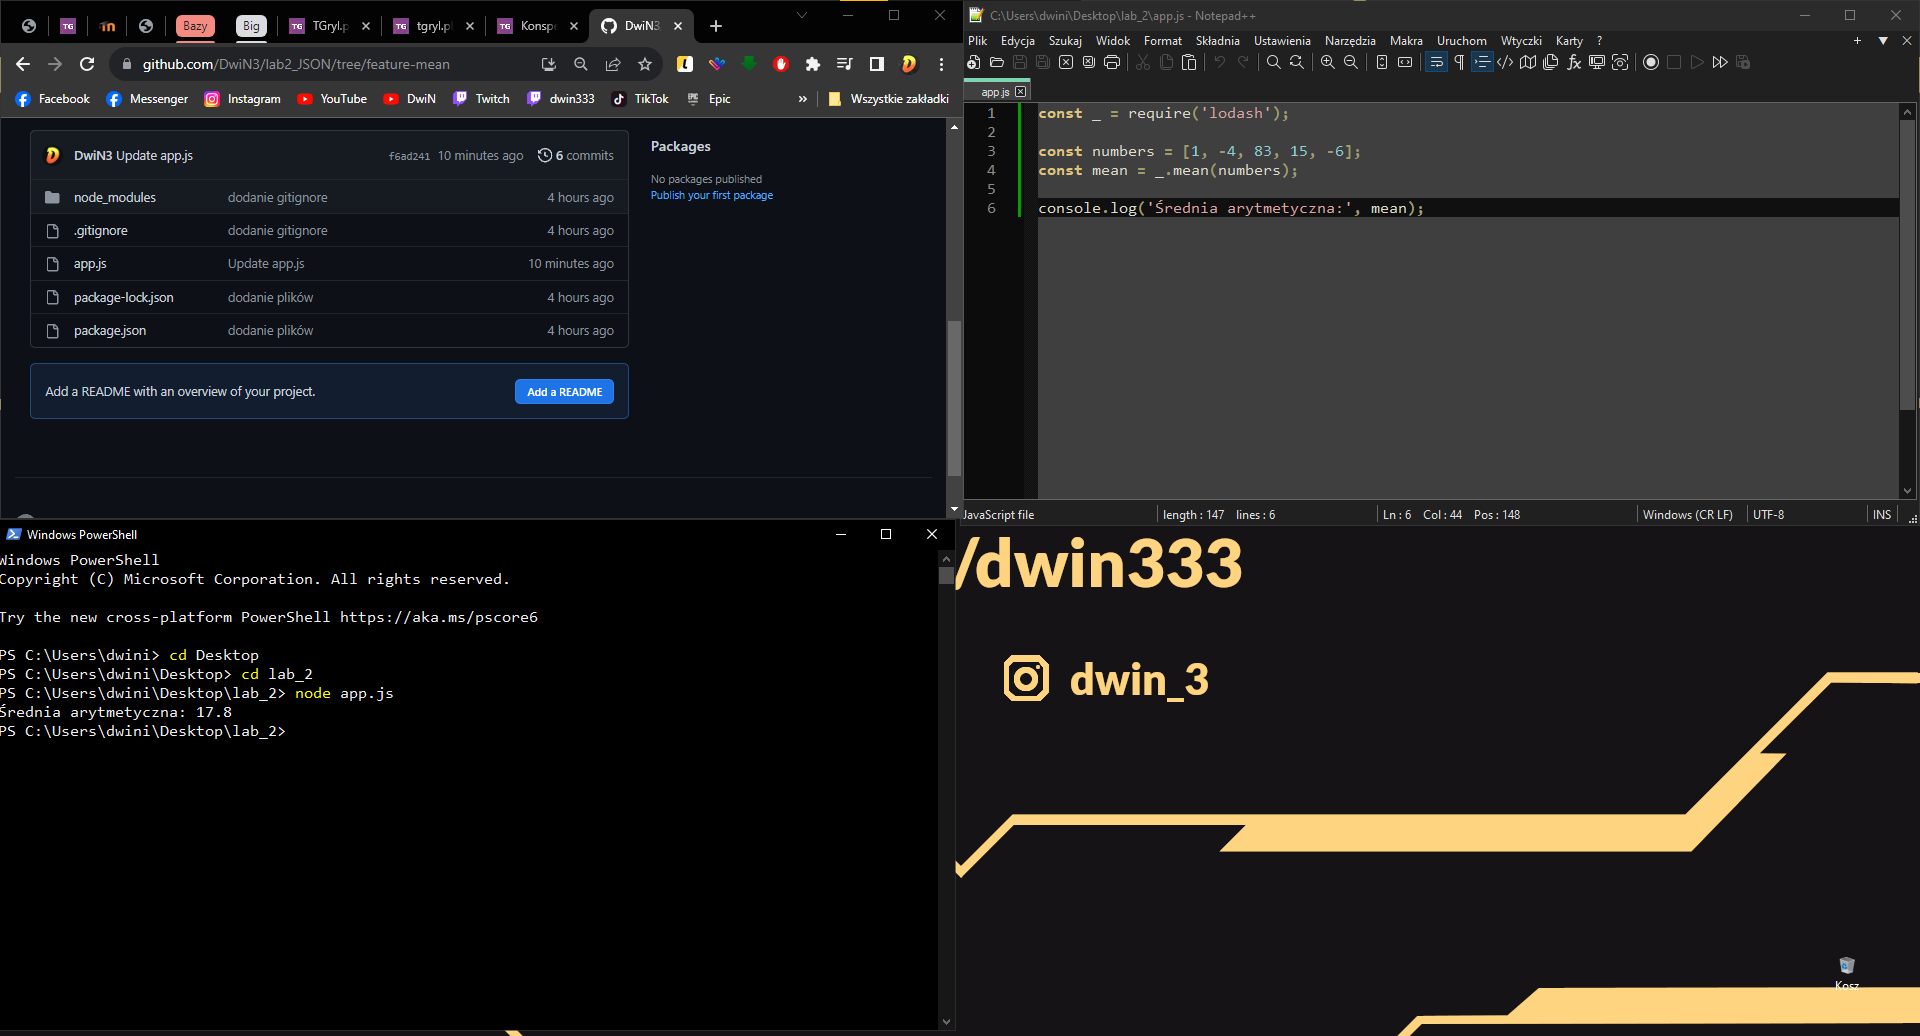 TG
Bazy
Big
TG TGryl.p
TG tgryl.pl
TG Konspe
DwiN3
github.com/DwiN3/lab2_JSON/tree/feature-mean
Facebook
Messenger
Instagram
YouTube
DwiN
Twitch
dwin333
TikTok
Epic
»
Wszystkie zakładki
DwiN3 Update app.js
f6ad241 10 minutes ago 6 commits
node_modules dodanie gitignore 4 hours ago
.gitignore dodanie gitignore 4 hours ago
app.js Update app.js 10 minutes ago
package-lock.json dodanie plików 4 hours ago
package.json dodanie plików 4 hours ago
Add a README with an overview of your project.
Add a README
Packages
No packages published
Publish your first package
C:\Users\dwini\Desktop\lab_2\app.js - Notepad++
Plik Edycja Szukaj Widok Format Składnia Ustawienia Narzędzia Makra Uruchom Wtyczki Karty ?
app.js
1 const _ = require('lodash');
2
3 const numbers = [1, -4, 83, 15, -6];
4 const mean = _.mean(numbers);
5
6 console.log('Średnia arytmetyczna:', mean);
JavaScript file length : 147 lines : 6 Ln : 6 Col : 44 Pos : 148 Windows (CR LF) UTF-8 INS
Windows PowerShell
Windows PowerShell
Copyright (C) Microsoft Corporation. All rights reserved.
Try the new cross-platform PowerShell https://aka.ms/pscore6
PS C:\Users\dwini> cd Desktop
PS C:\Users\dwini\Desktop> cd lab_2
PS C:\Users\dwini\Desktop\lab_2> node app.js
Średnia arytmetyczna: 17.8
PS C:\Users\dwini\Desktop\lab_2>
/dwin333
dwin_3
Kosz